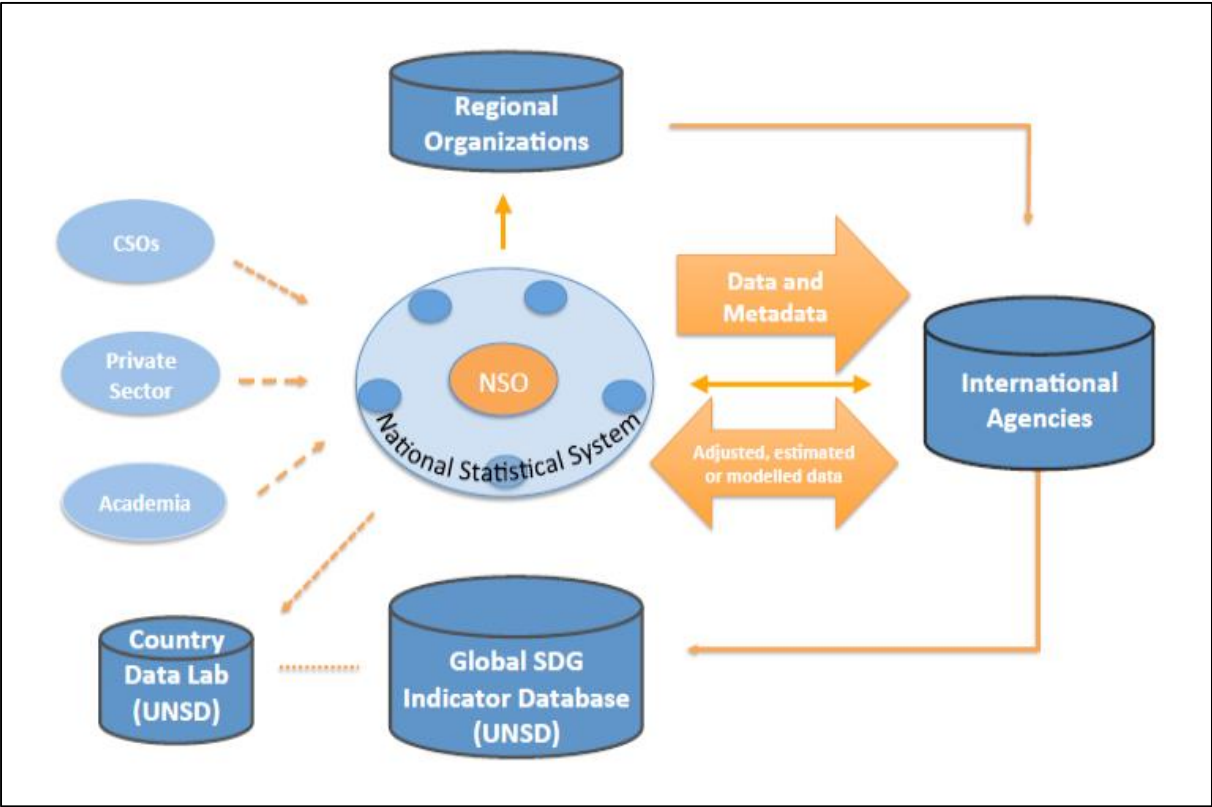 Regional
Organizations
CSOs
Data and
Metadata
Private
Sector
NSO
National Statistical System
International
Agencies
Adjusted, estimated
or modelled data
Academia
Country
Data Lab
(UNSD)
Global SDG
Indicator Database
(UNSD)